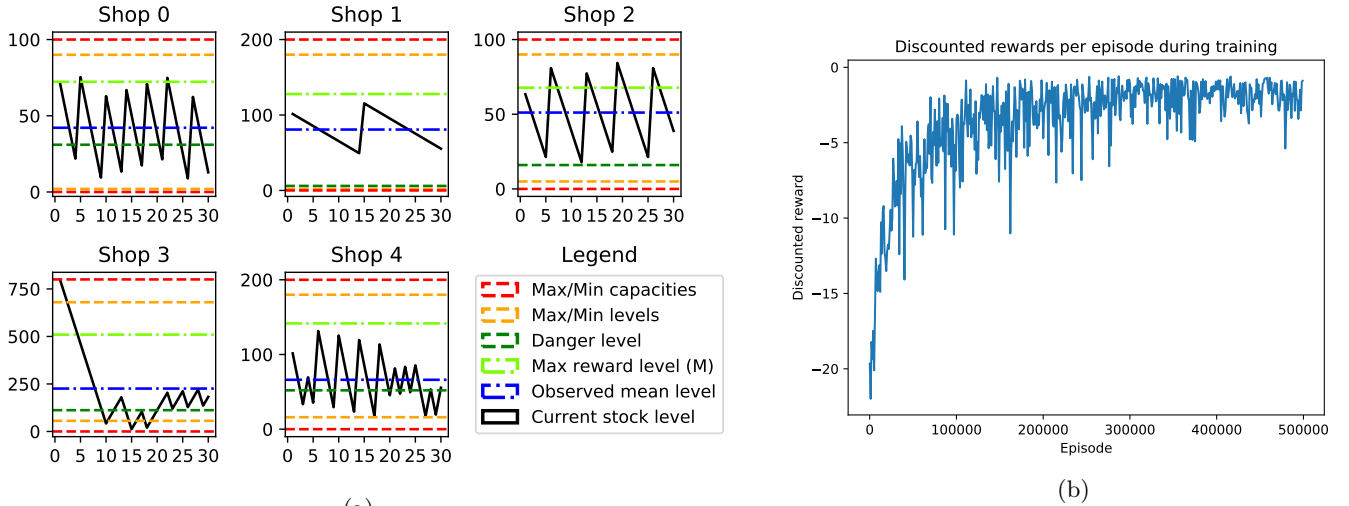 Shop 0
Shop 1
Shop 2
100
50
0
0 5 10 15 20 25 30
200
100
0
0 5 10 15 20 25 30
100
50
0
0 5 10 15 20 25 30
Shop 3
Shop 4
Legend
750
500
250
0
0 5 10 15 20 25 30
200
100
0
0 5 10 15 20 25 30
Max/Min capacities
Max/Min levels
Danger level
Max reward level (M)
Observed mean level
Current stock level
Discounted rewards per episode during training
Discounted reward
0
−5
−10
−15
−20
0 100000 200000 300000 400000 500000
Episode
(b)